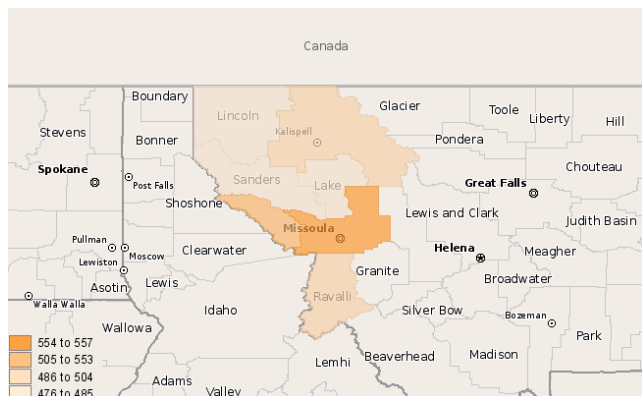 Canada
Boundary
Lincoln
Glacier
Toole
Liberty
Hill
Stevens
Bonner
Kalispell
Pondera
Chouteau
Spokane
Post Falls
Sanders
Lake
Great Falls
Shoshone
Lewis and Clark
Judith Basin
Missoula
Pullman
Moscow
Clearwater
Helena
Meagher
Lewiston
Granite
Asotin
Lewis
Broadwater
Walla Walla
Idaho
Ravalli
Silver Bow
Bozeman
Wallowa
Park
554 to 557
505 to 553
486 to 504
476 to 485
Lemhi
Beaverhead
Madison
Adams
Valley